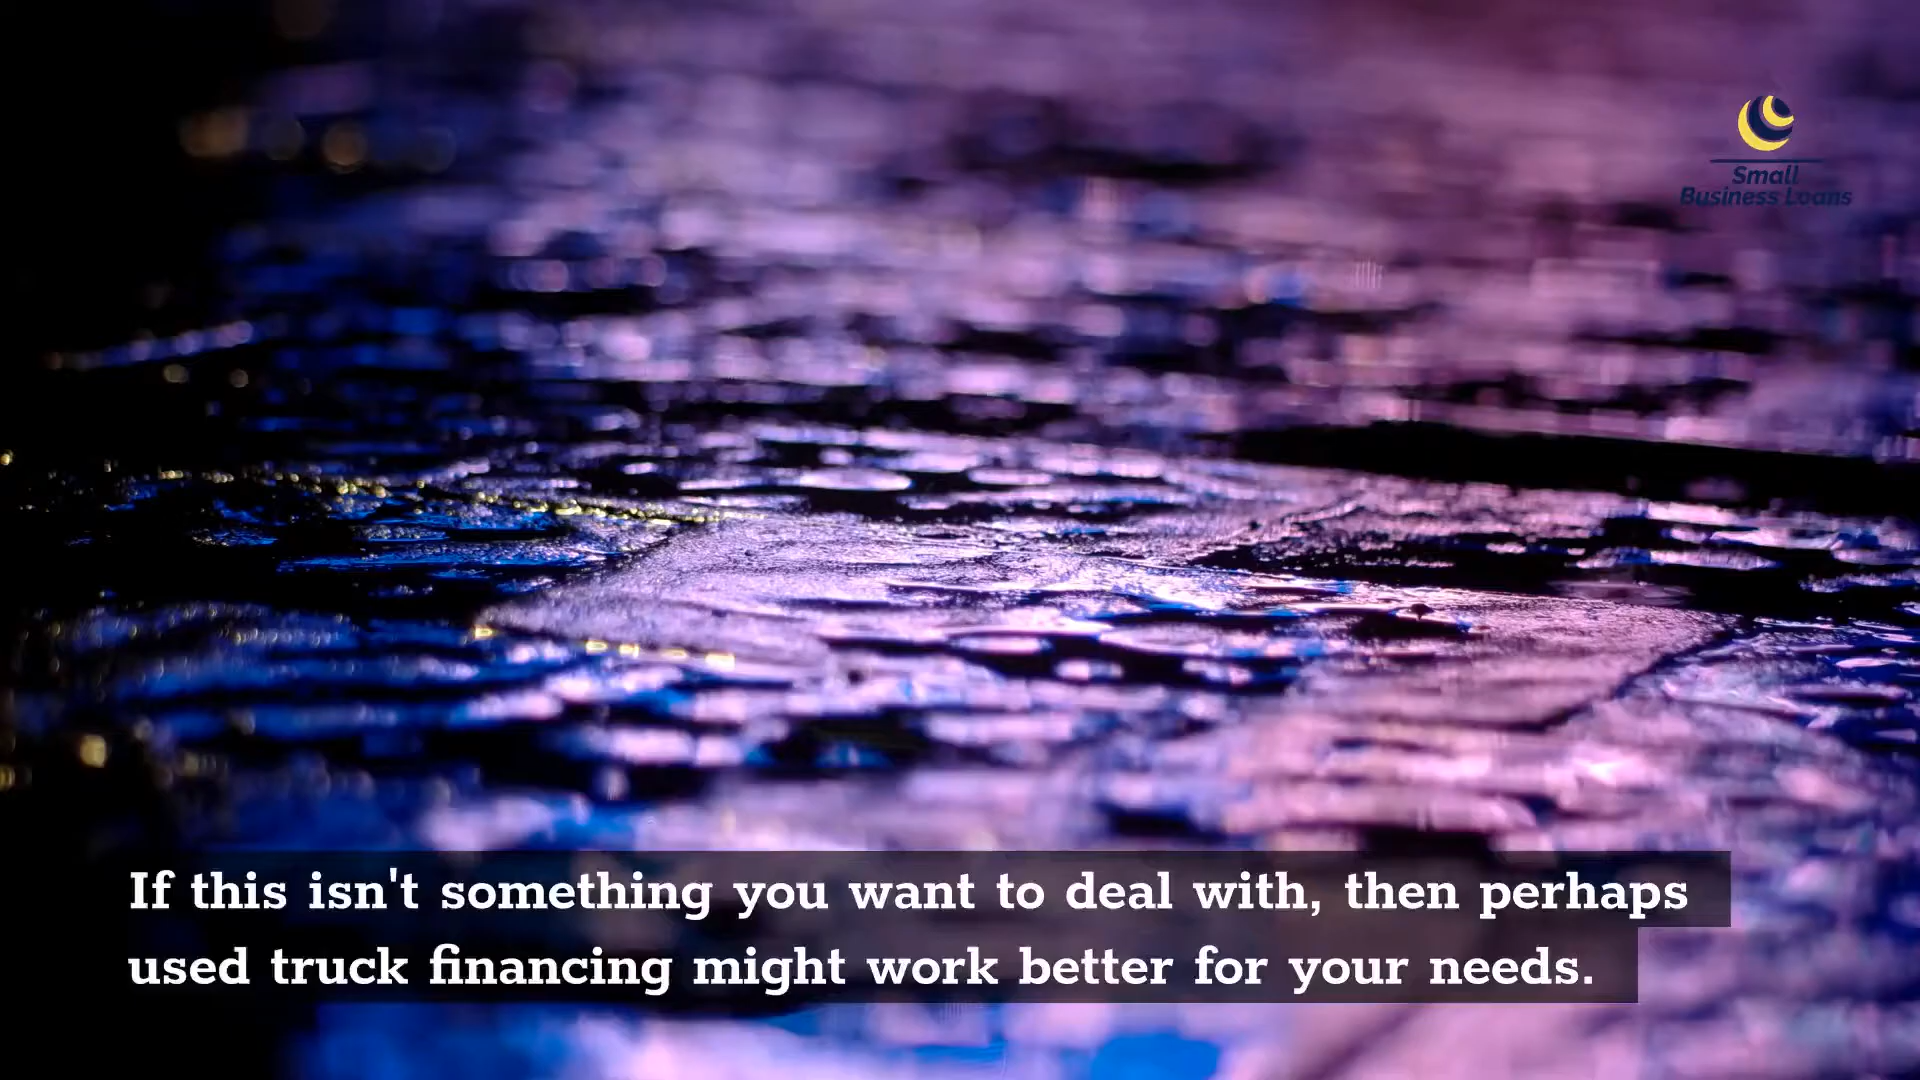 Small
Business Loans
If this isn't something you want to deal with, then perhaps
used truck financing might work better for your needs.